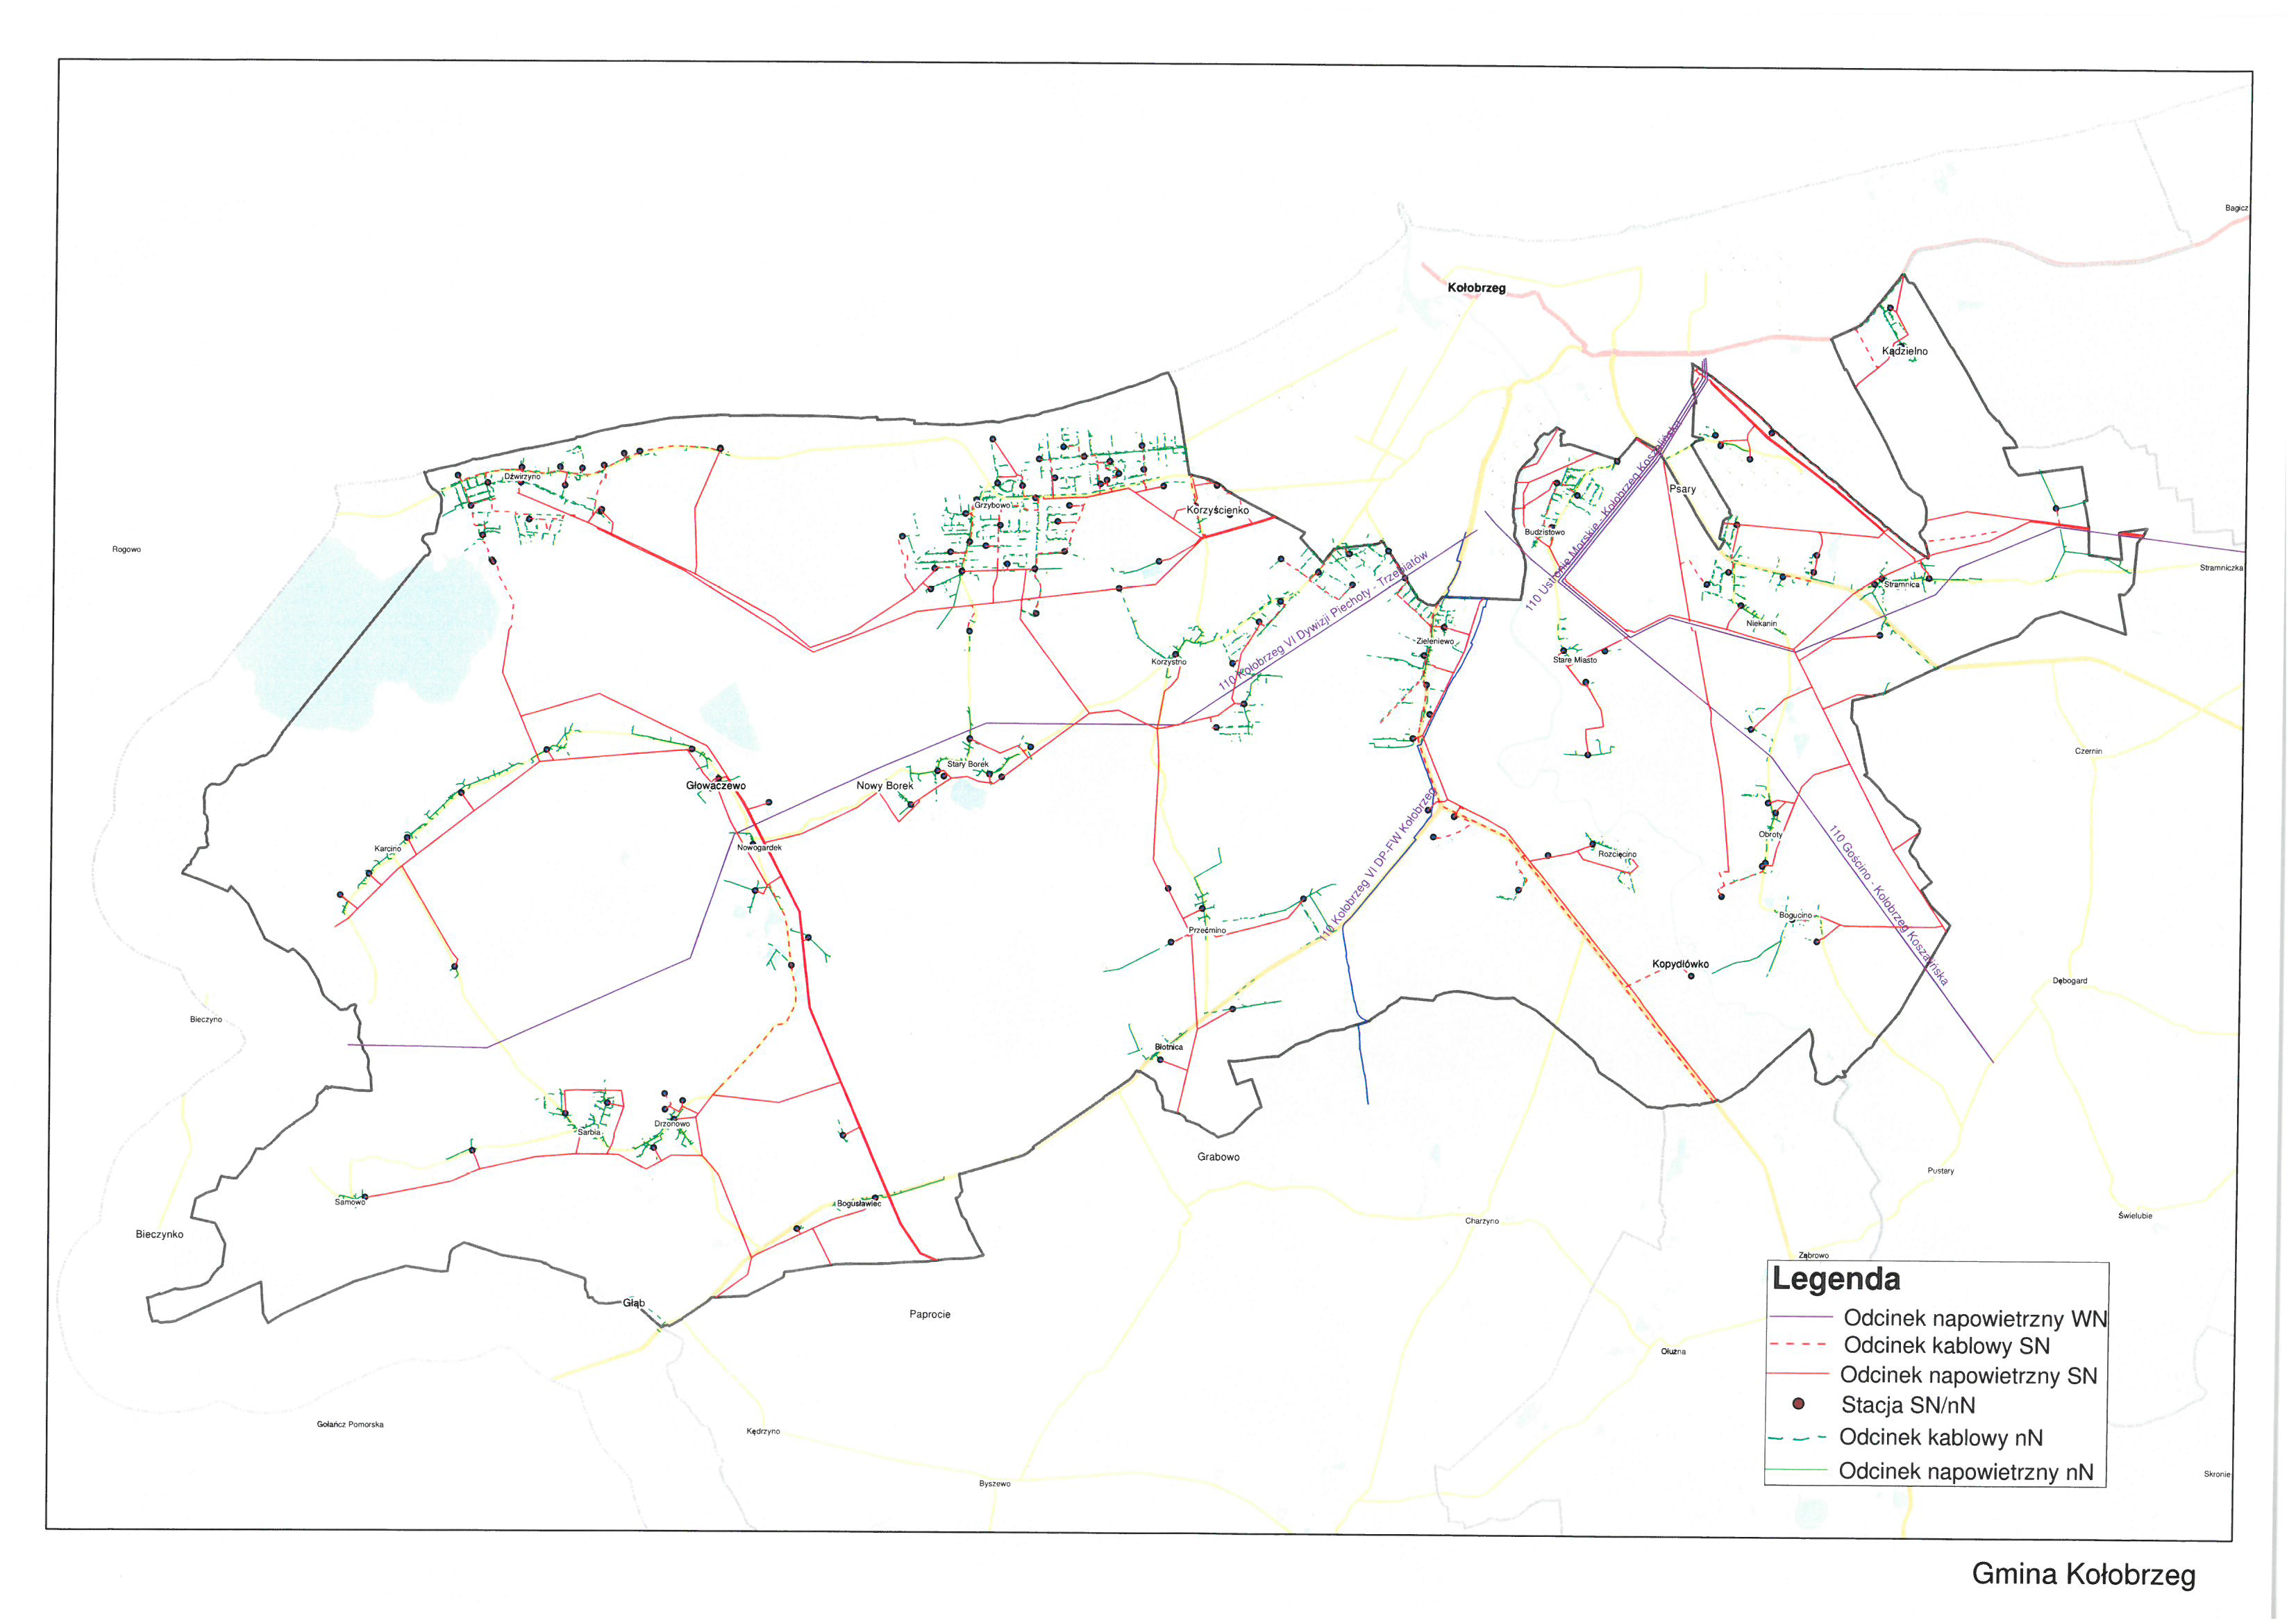 Bagicz
Kołobrzeg
Kądzielno
Dźwirzyno
Grzybowo
Korzyścienko
Psary
Budzistowo
Rogowo
Stramniczka
Stramnica
110 Ustronie Morskie - Kołobrzeg Koszalińska
110 Kołobrzeg VI Dywizji Piechoty - Trzebiatów
Niekanin
Zieleniewo
Korzystno
Stare Miasto
Czernin
Stary Borek
Głowaczewo
Nowy Borek
110 Kołobrzeg VI DP-FW Kołobrzeg
Obroty
Nowogardek
Karcino
Rozcięcino
110 Gościno - Kołobrzeg Koszalińska
Bogucino
Przećmino
Kopydłówko
Dębogard
Bieczyno
Błotnica
Drzonowo
Sarbia
Grabowo
Pustary
Samowo
Bogusławiec
Świelubie
Charzyno
Bieczynko
Ząbrowo
Głąb
Paprocie
Legenda
Odcinek napowietrzny WN
Odcinek kablowy SN
Odcinek napowietrzny SN
Stacja SN/nN
Odcinek kablowy nN
Odcinek napowietrzny nN
Ołużna
Gołańcz Pomorska
Kędrzyno
Skronie
Byszewo
Gmina Kołobrzeg